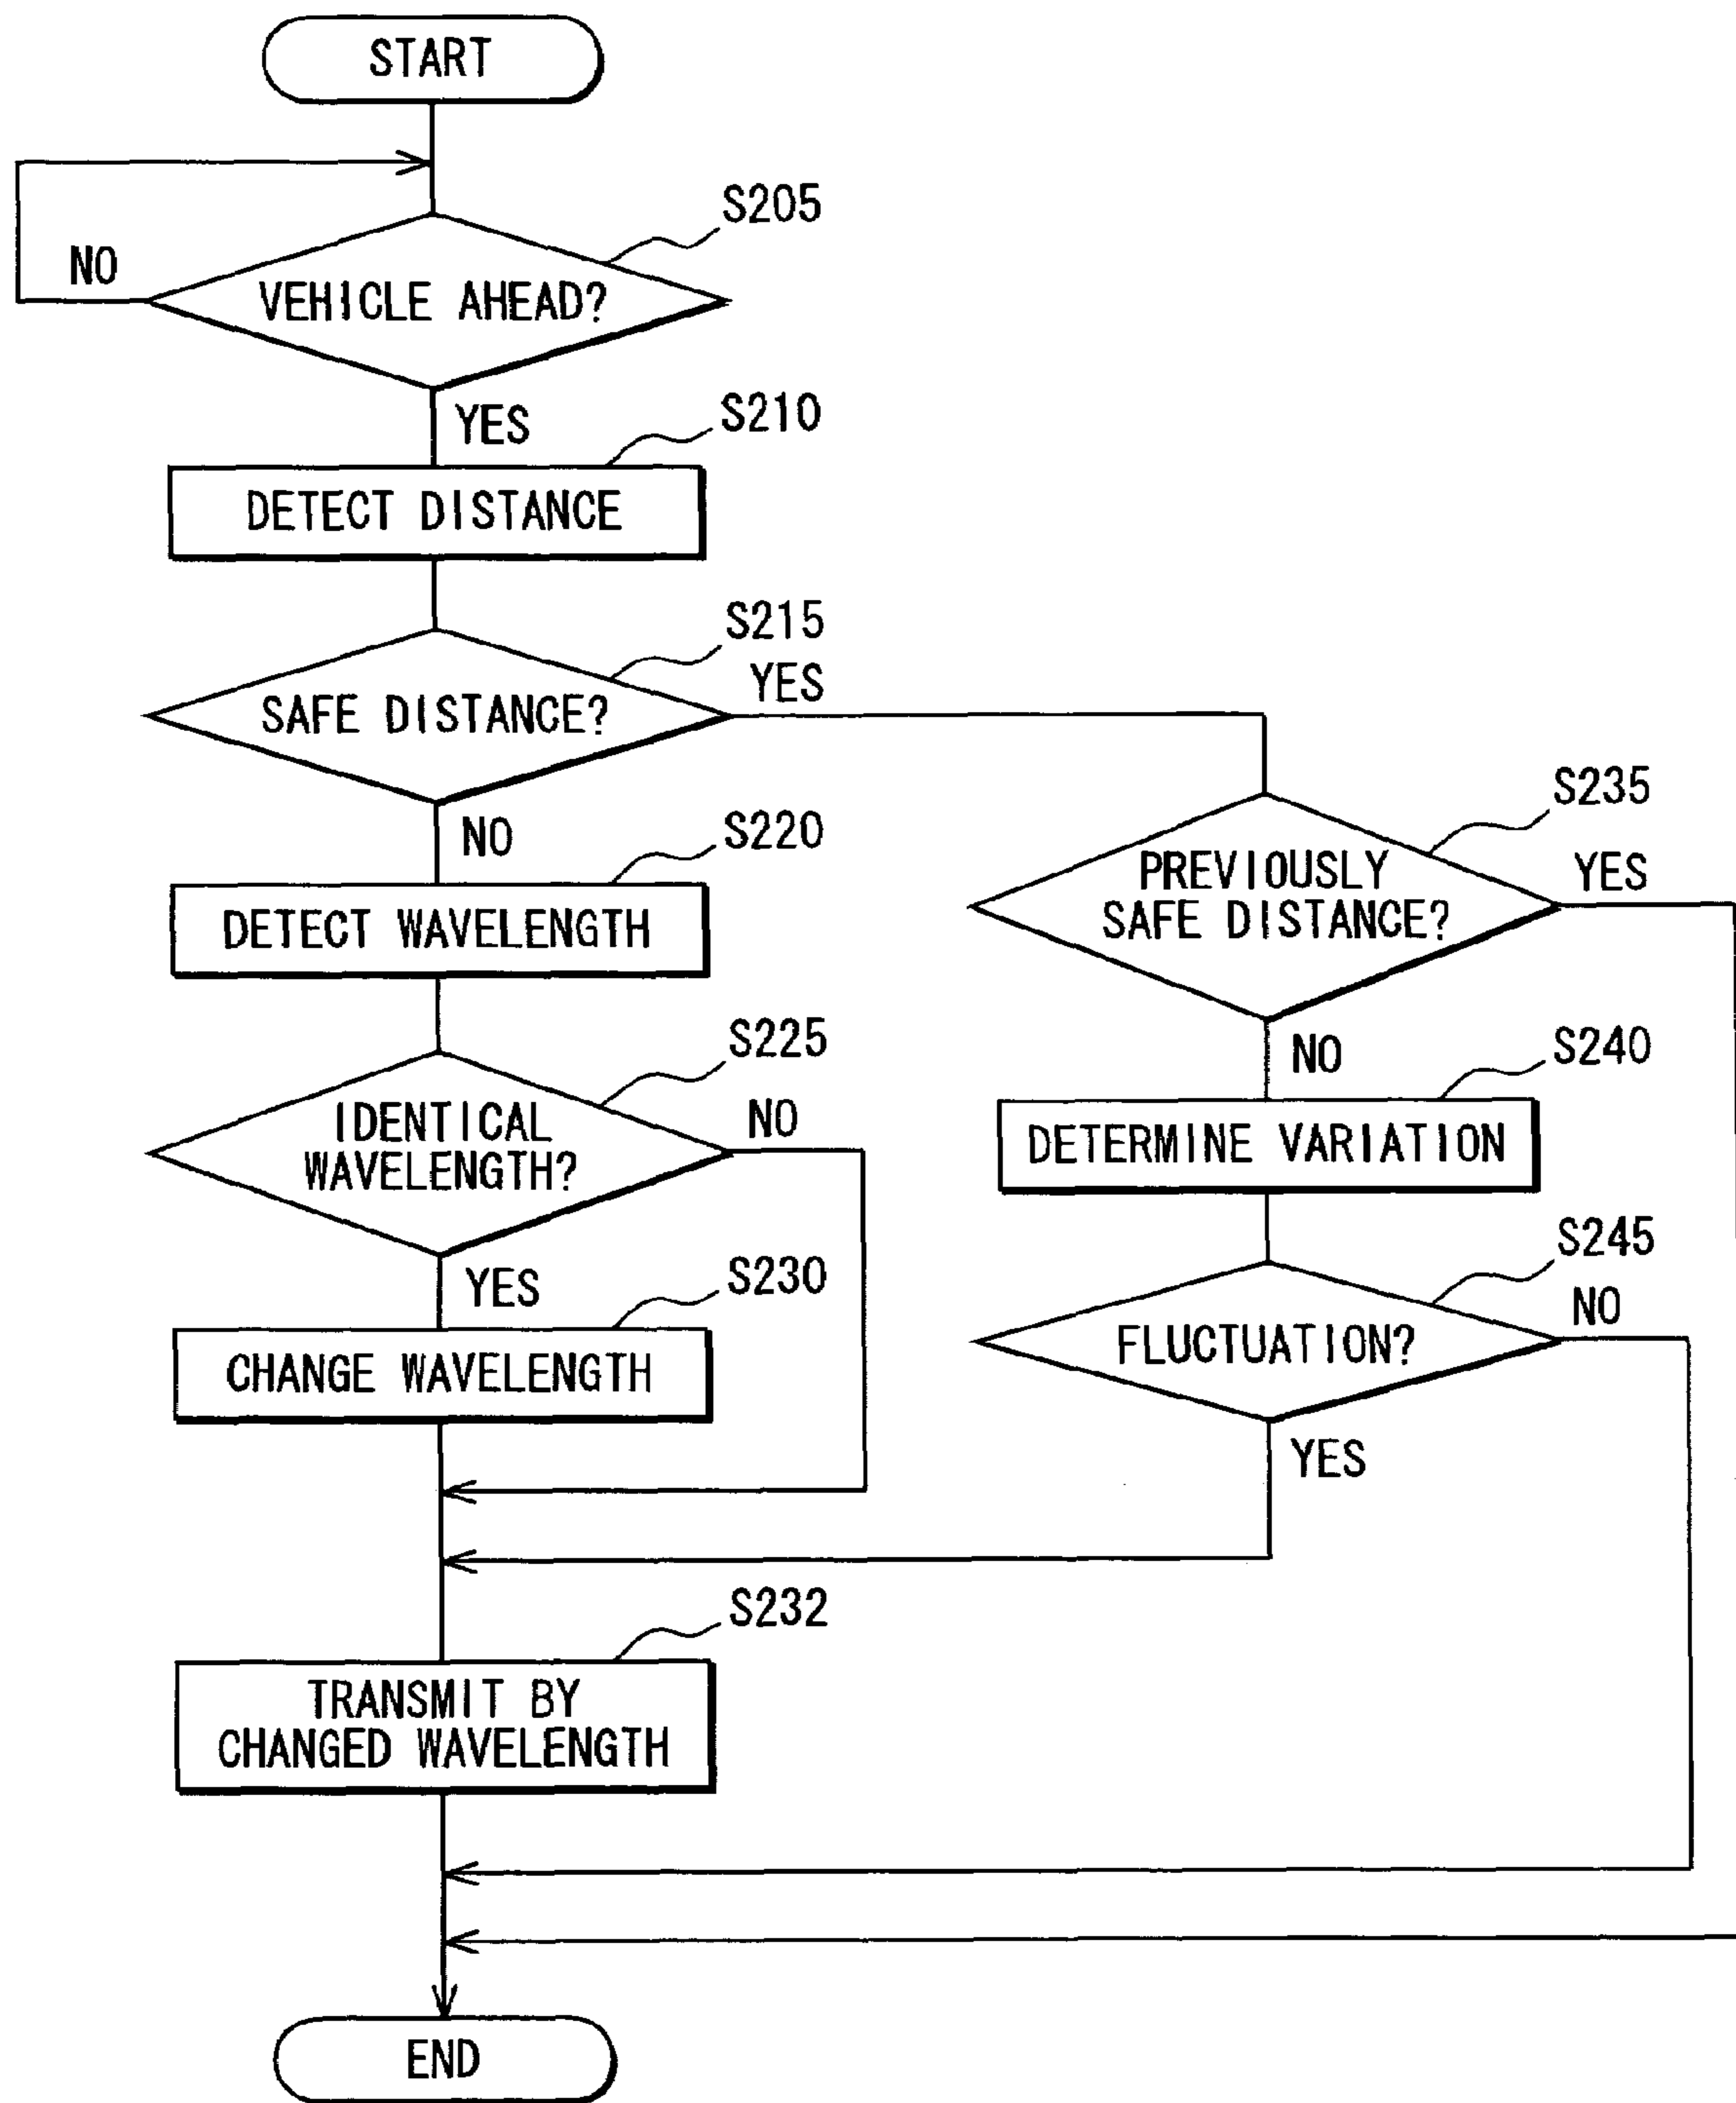 START
S205
NO
VEHICLE AHEAD?
YES
S210
DETECT DISTANCE
S215
YES
SAFE DISTANCE?
NO
S220
DETECT WAVELENGTH
S225
IDENTICAL
WAVELENGTH?
NO
YES
S230
CHANGE WAVELENGTH
S232
TRANSMIT BY
CHANGED WAVELENGTH
S235
PREVIOUSLY
SAFE DISTANCE?
YES
NO
S240
DETERMINE VARIATION
S245
NO
FLUCTUATION?
YES
END